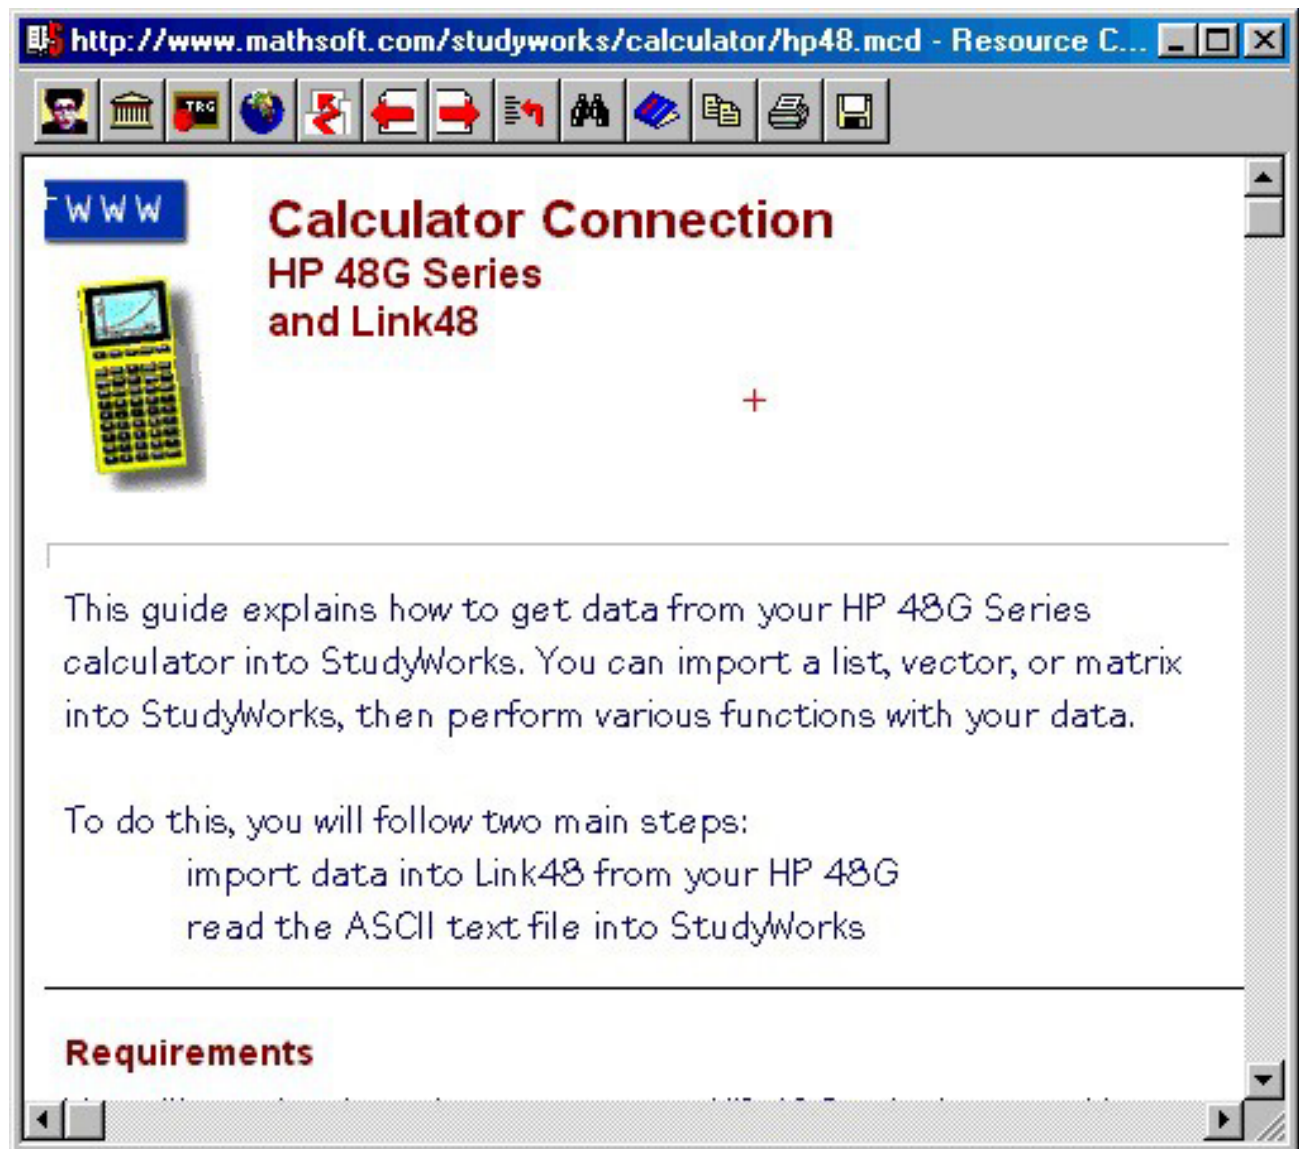 http://www.mathsoft.com/studyworks/calculator/hp48.mcd - Resource C...
TRG
WWW
Calculator Connection
HP 48G Series
and Link48
This guide explains how to get data from your HP 48G Series
calculator into StudyWorks. You can import a list, vector, or matrix
into StudyWorks, then perform various functions with your data.
To do this, you will follow two main steps:
import data into Link48 from your HP 48G
read the ASCII text file into StudyWorks
Requirements